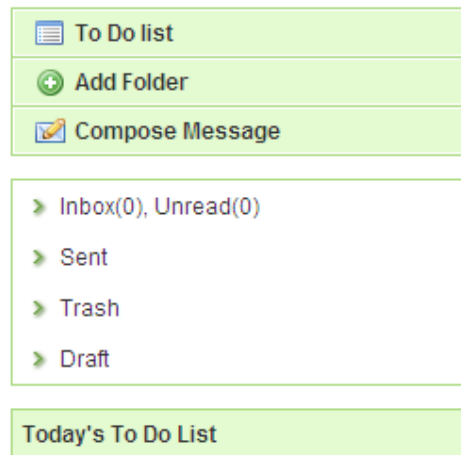 To Do list
Add Folder
Compose Message
Inbox(0), Unread(0)
Sent
Trash
Draft
Today's To Do List